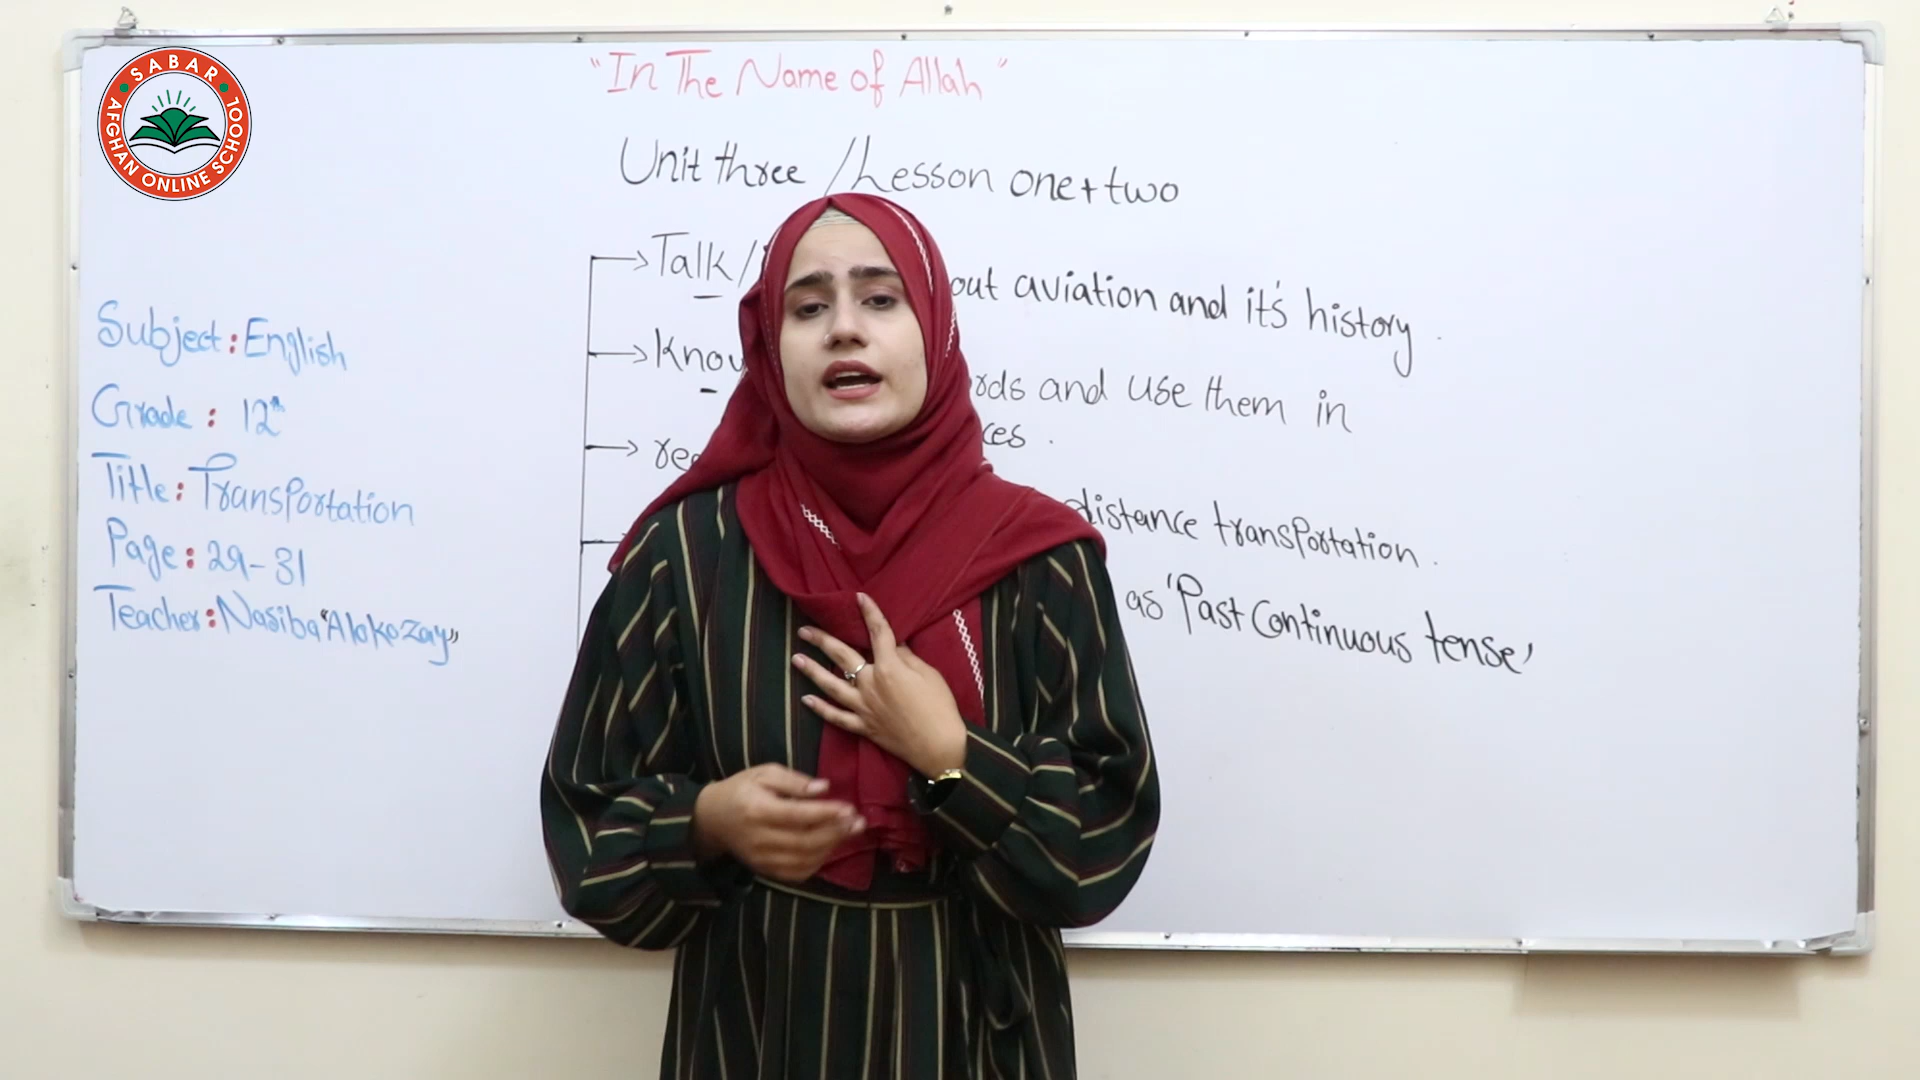 SABAR
AFGHAN ONLINE SCHOOL
"In The Name of Allah"
Unit three / Lesson one + two
Talk / out aviation and it's history.
Know rds and use them in
ces.
rea
distance transportation.
as 'Past Continuous tense'
Subject: English
Grade: 12th
Title: Transportation
Page: 29-31
Teacher: Nasiba "Alokozay"